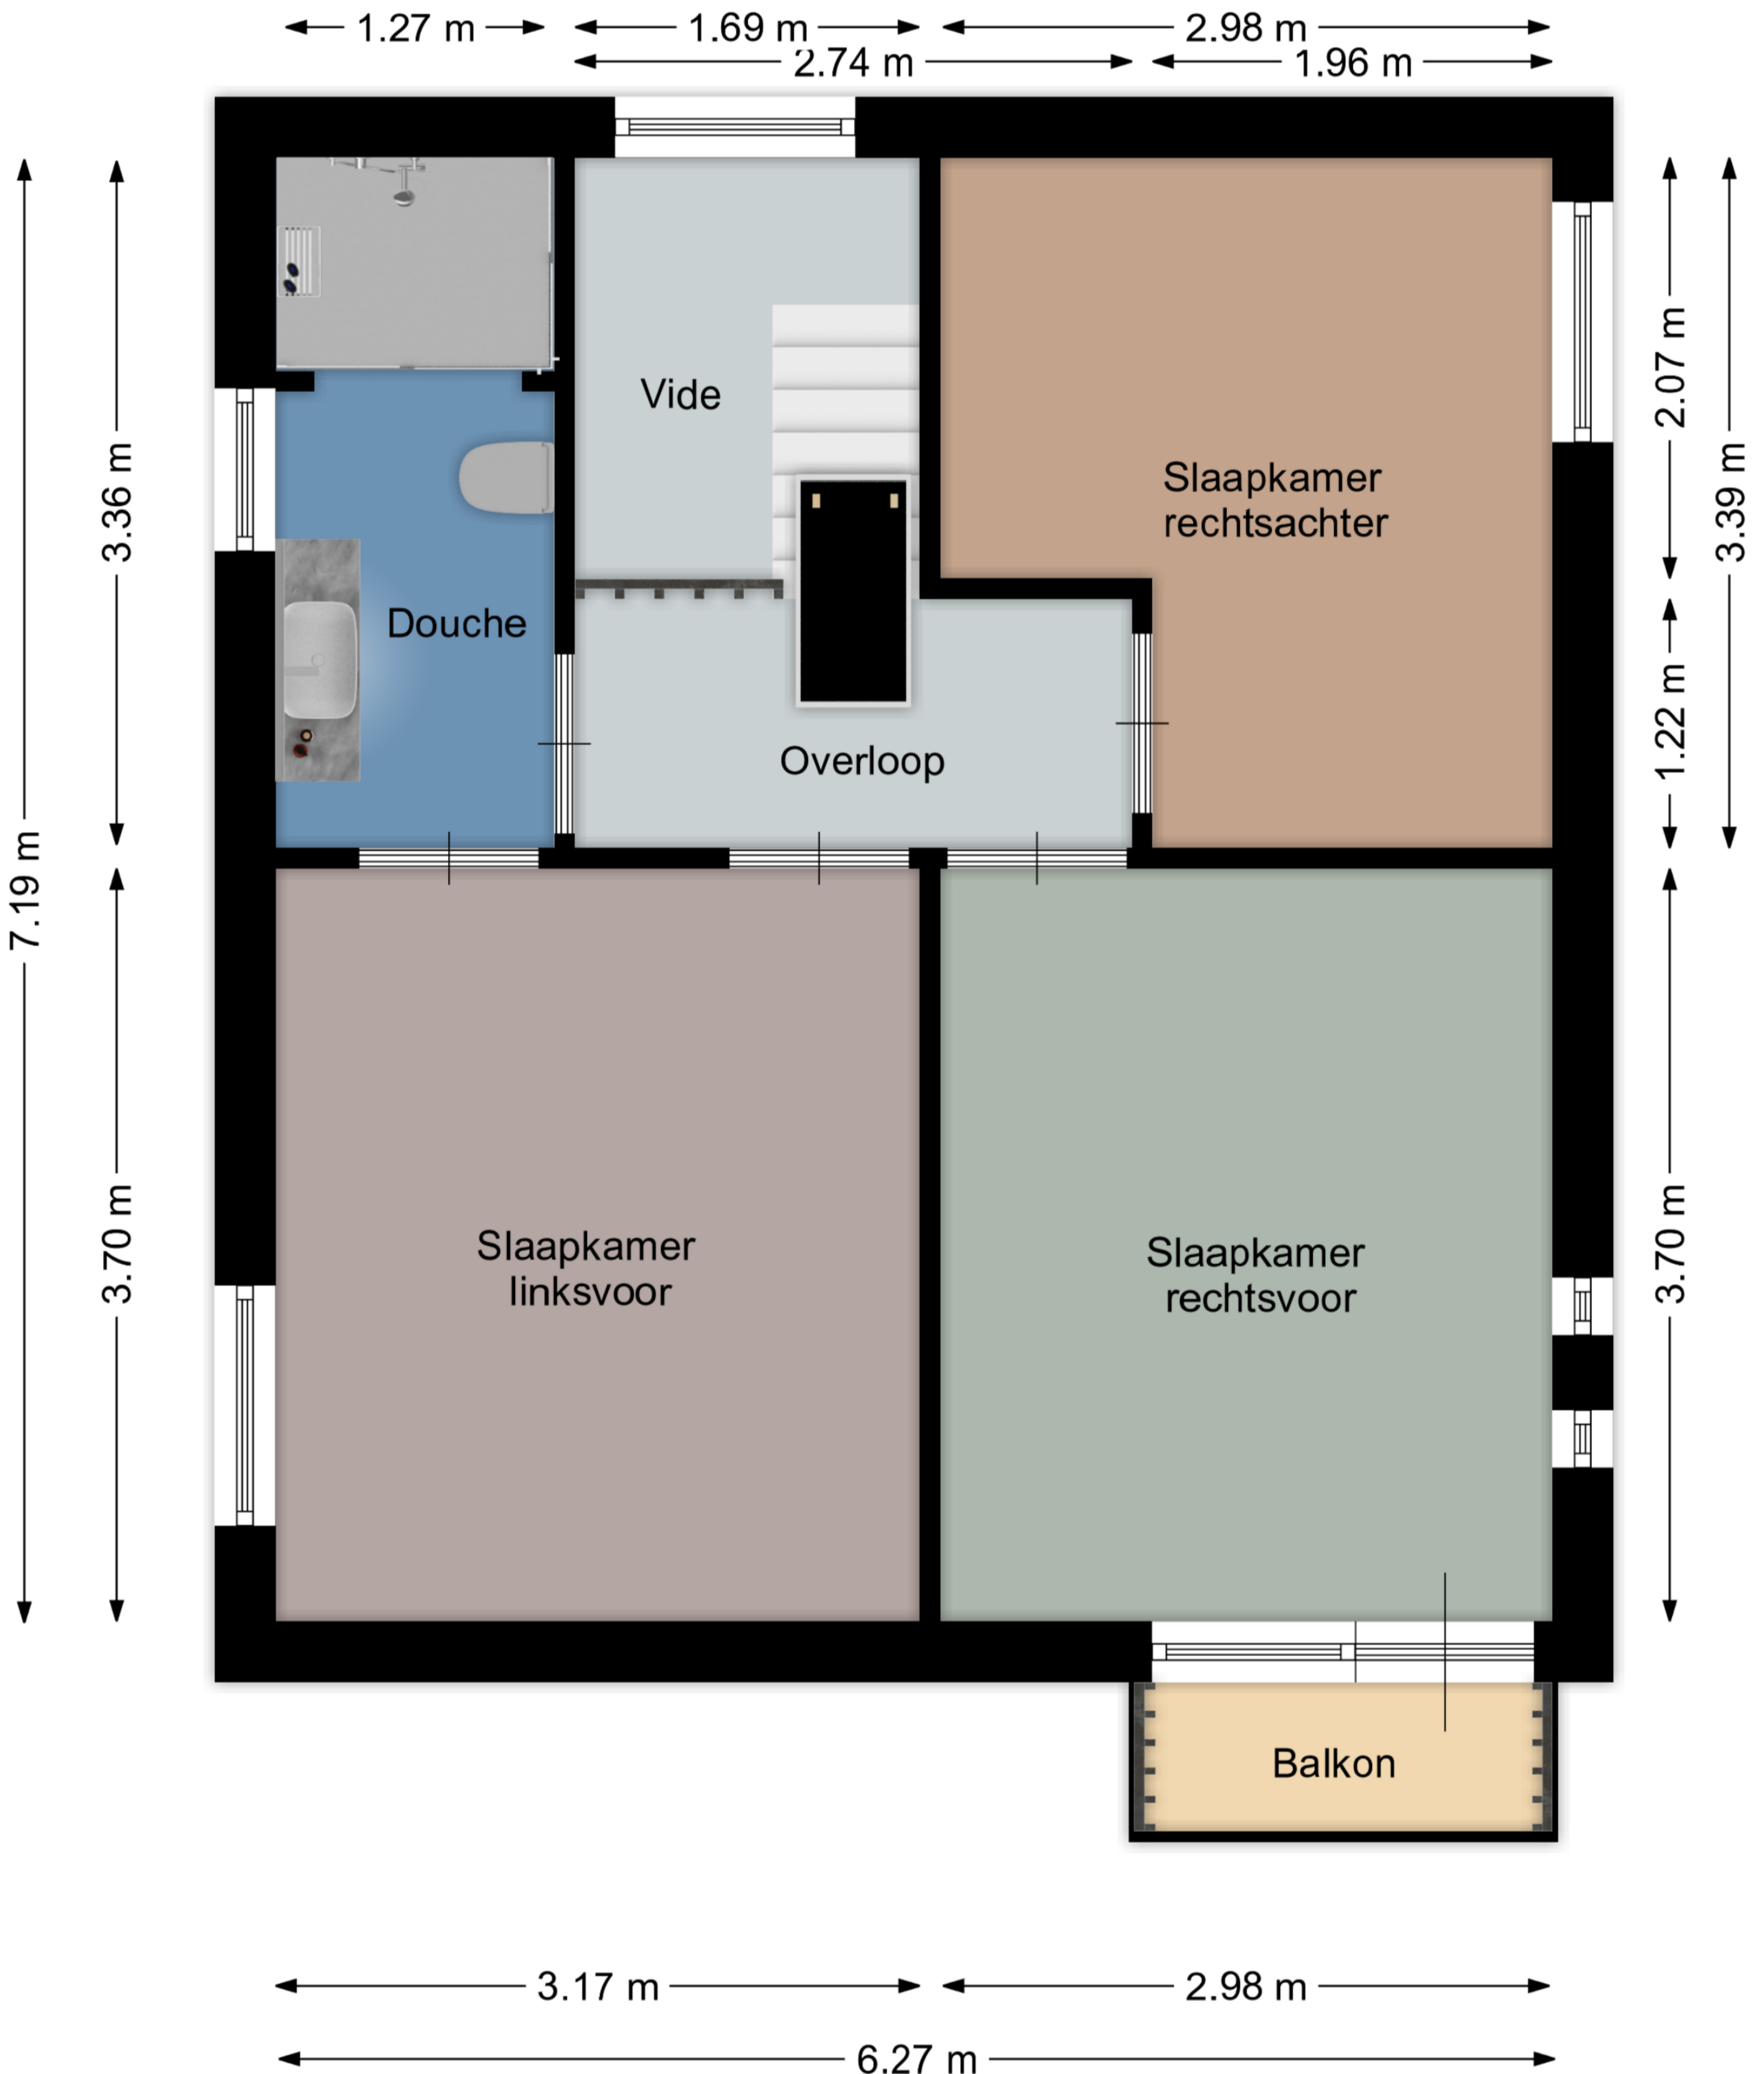 1.27 m
1.69 m
2.98 m
2.74 m
1.96 m
7.19 m
3.36 m
3.70 m
2.07 m
3.39 m
1.22 m
3.70 m
Vide
Slaapkamer
rechtsachter
Douche
Overloop
Slaapkamer
linksvoor
Slaapkamer
rechtsvoor
Balkon
3.17 m
2.98 m
6.27 m